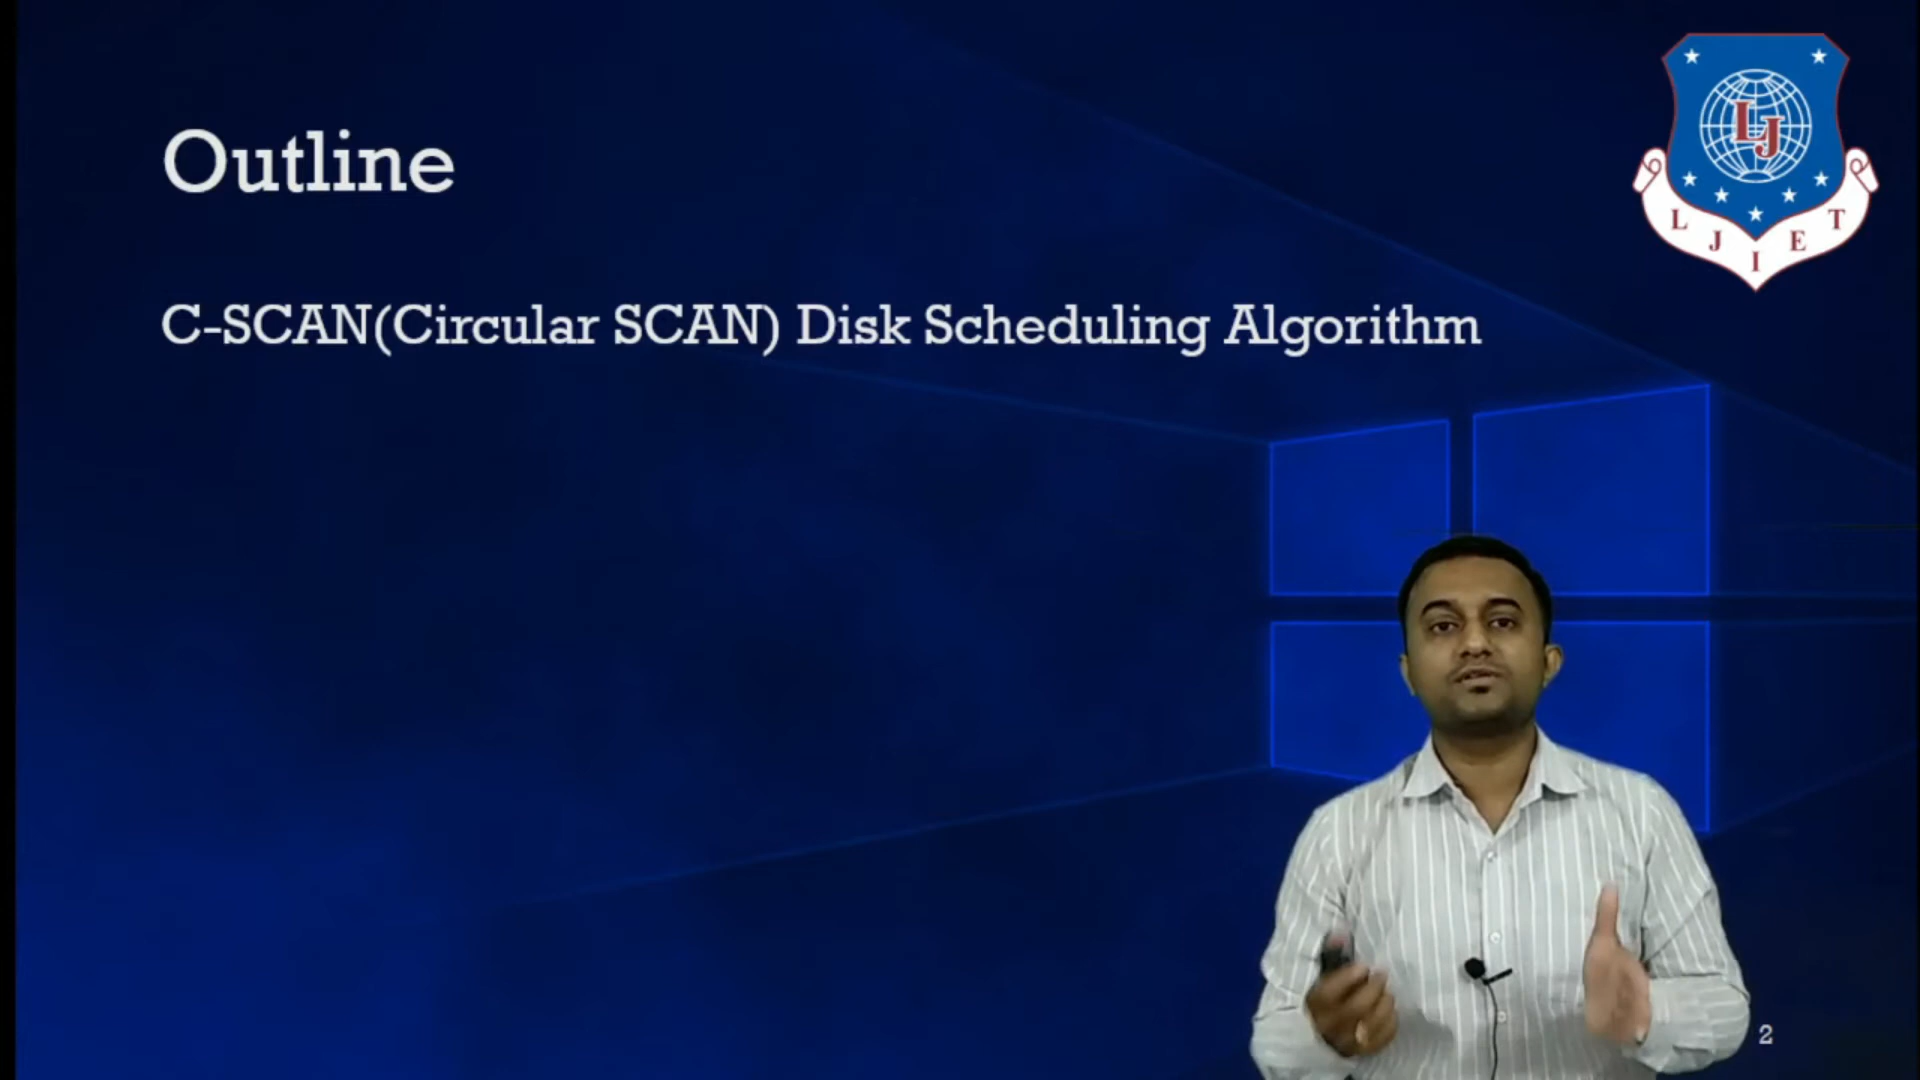 Outline
C-SCAN(Circular SCAN) Disk Scheduling Algorithm
LJ
L J I E T
2